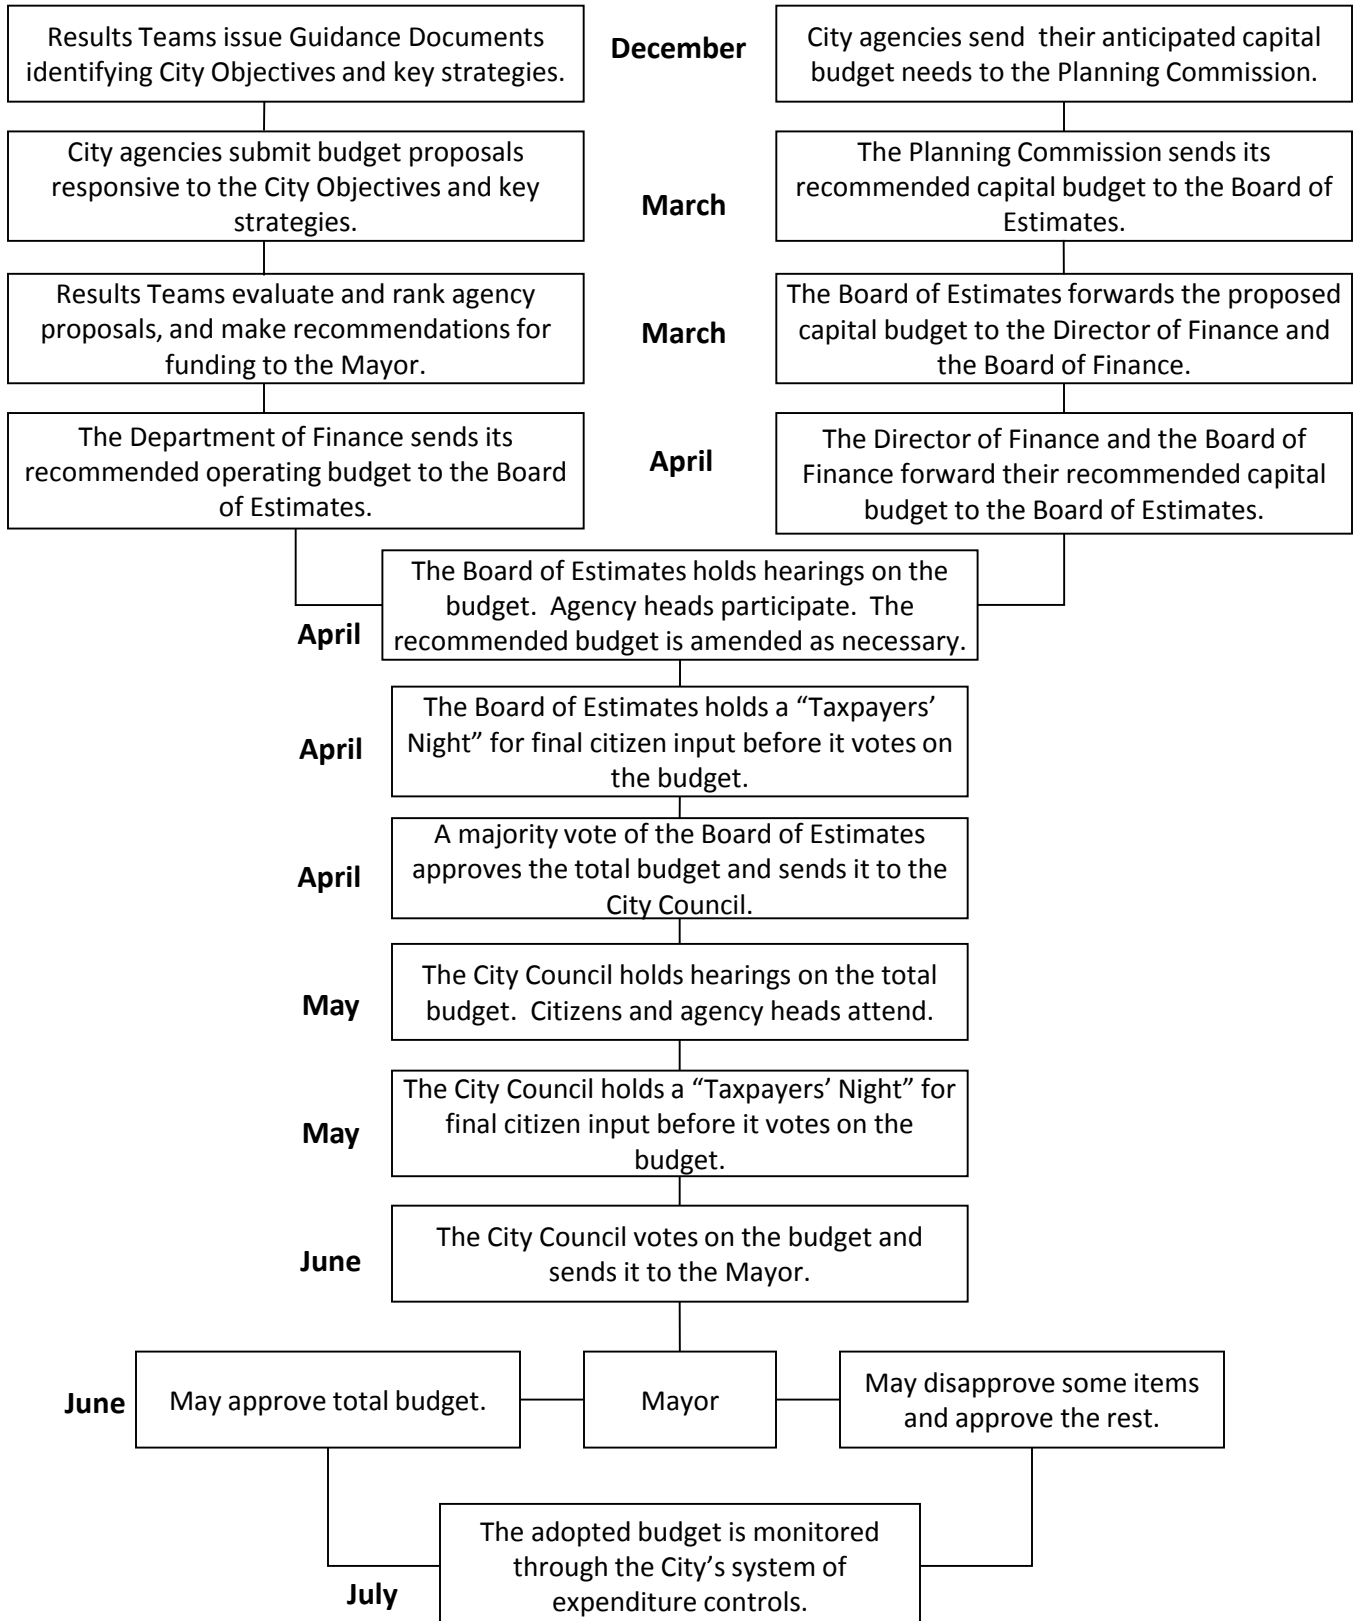 Results Teams issue Guidance Documents
identifying City Objectives and key strategies.
December
City agencies send  their anticipated capital
budget needs to the Planning Commission.
City agencies submit budget proposals
responsive to the City Objectives and key
strategies.
March
The Planning Commission sends its
recommended capital budget to the Board of
Estimates.
Results Teams evaluate and rank agency
proposals, and make recommendations for
funding to the Mayor.
March
The Board of Estimates forwards the proposed
capital budget to the Director of Finance and
the Board of Finance.
The Department of Finance sends its
recommended operating budget to the Board
of Estimates.
April
The Director of Finance and the Board of
Finance forward their recommended capital
budget to the Board of Estimates.
The Board of Estimates holds hearings on the
budget.  Agency heads participate.  The
recommended budget is amended as necessary.
April
The Board of Estimates holds a “Taxpayers’
Night” for final citizen input before it votes on
the budget.
April
A majority vote of the Board of Estimates
approves the total budget and sends it to the
City Council.
April
The City Council holds hearings on the total
budget.  Citizens and agency heads attend.
May
The City Council holds a “Taxpayers’ Night” for
final citizen input before it votes on the
budget.
May
The City Council votes on the budget and
sends it to the Mayor.
June
June
May approve total budget.
Mayor
May disapprove some items
and approve the rest.
The adopted budget is monitored
through the City’s system of
expenditure controls.
July